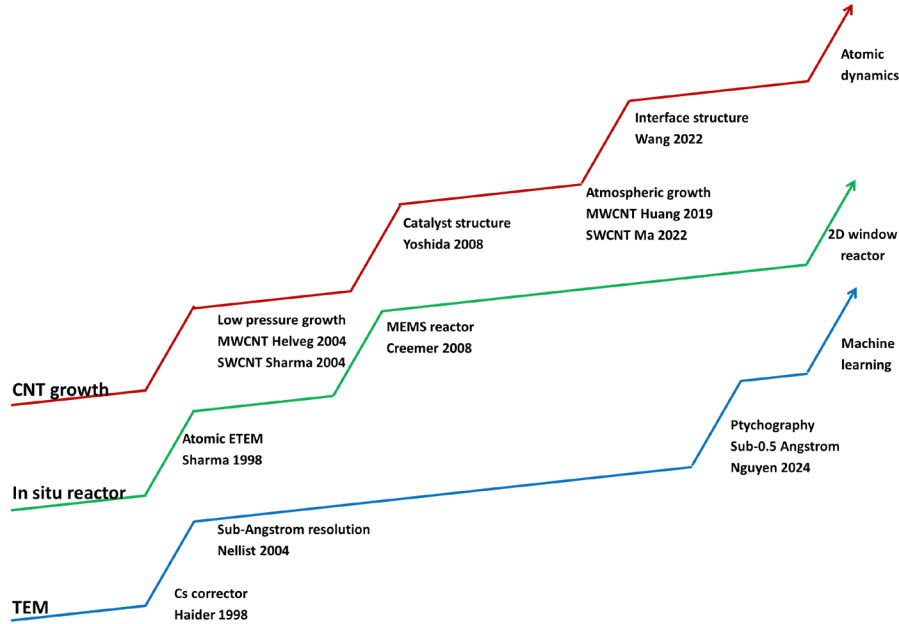 Atomic
dynamics
Interface structure
Wang 2022
Atmospheric growth
MWCNT Huang 2019
SWCNT Ma 2022
Catalyst structure
Yoshida 2008
Low pressure growth
MWCNT Helveg 2004
SWCNT Sharma 2004
CNT growth
2D window
reactor
MEMS reactor
Creemer 2008
Atomic ETEM
Sharma 1998
In situ reactor
Machine
learning
Ptychography
Sub-0.5 Angstrom
Nguyen 2024
Sub-Angstrom resolution
Nellist 2004
Cs corrector
Haider 1998
TEM